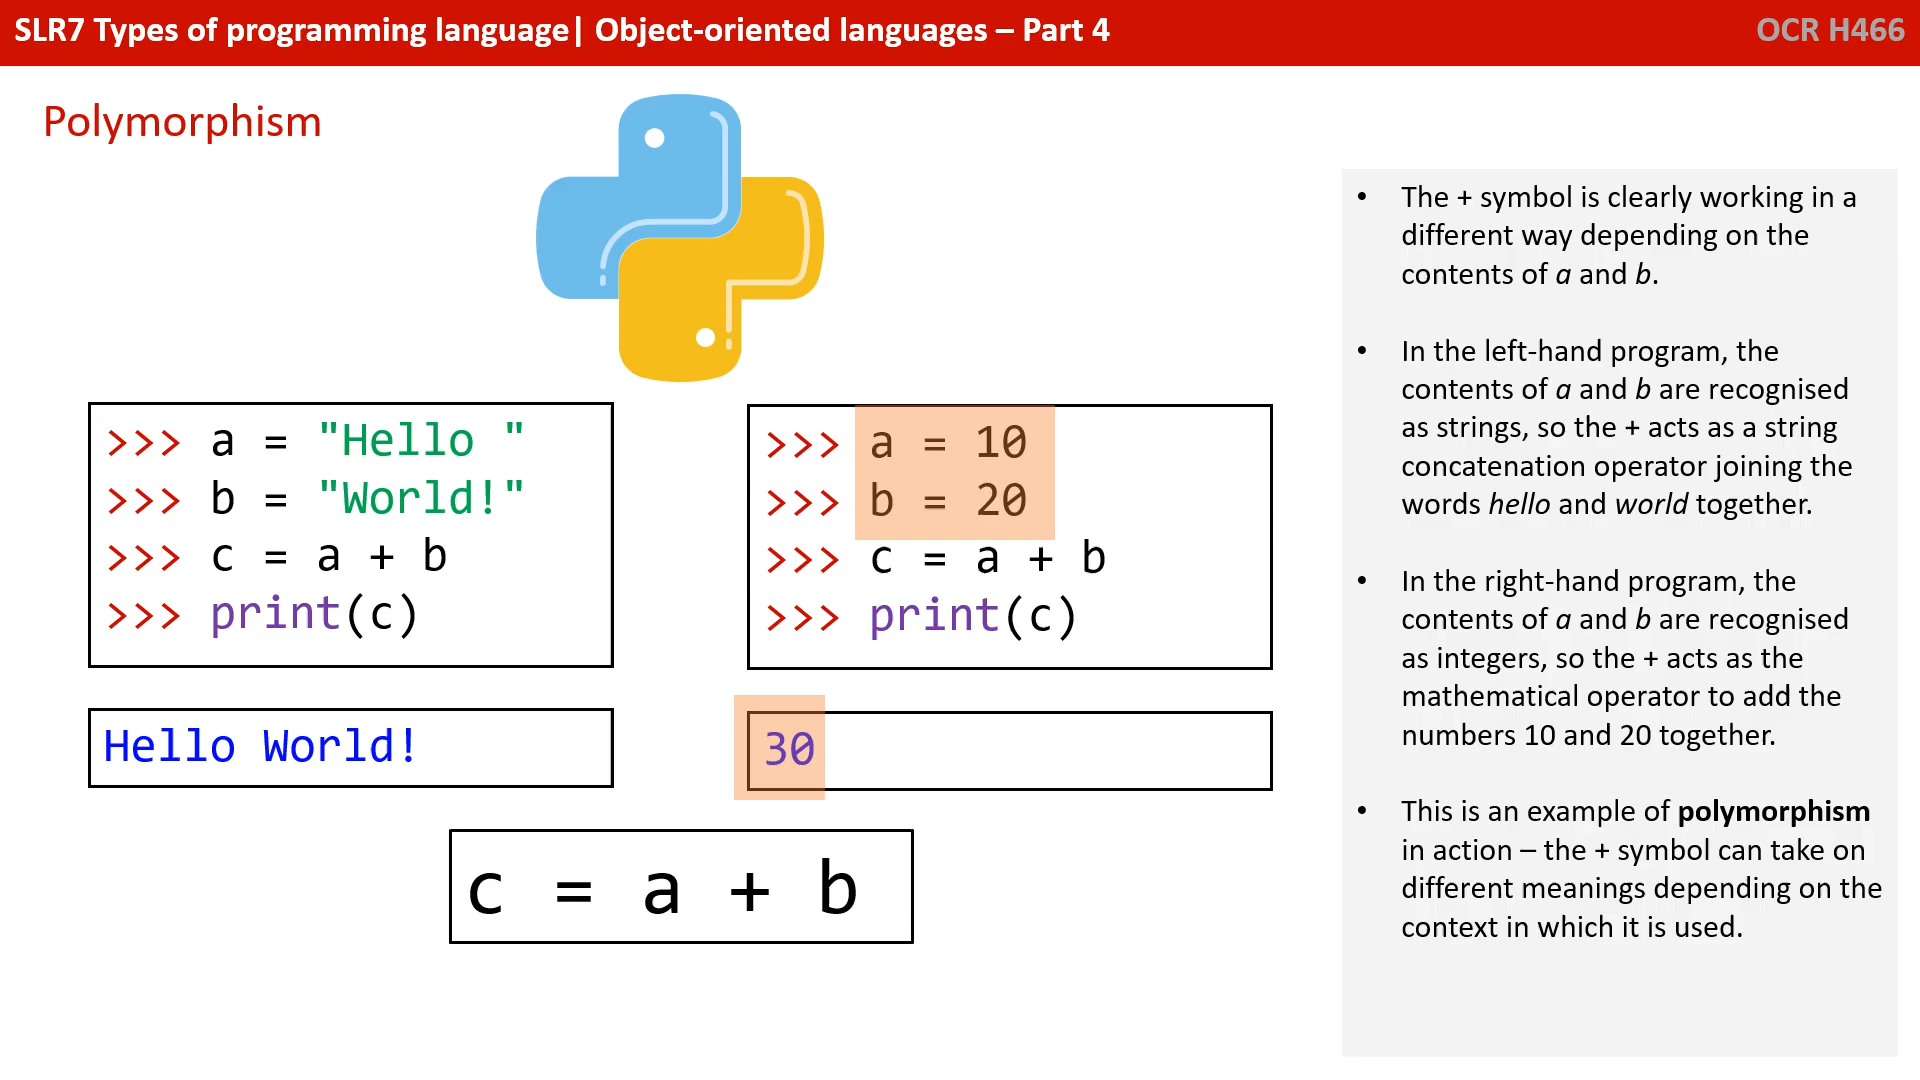 SLR7 Types of programming language| Object-oriented languages – Part 4
OCR H466
Polymorphism
>>> a = "Hello "
>>> b = "World!"
>>> c = a + b
>>> print(c)
Hello World!
>>> a = 10
>>> b = 20
>>> c = a + b
>>> print(c)
30
c = a + b
• The + symbol is clearly working in a
different way depending on the
contents of a and b.
• In the left-hand program, the
contents of a and b are recognised
as strings, so the + acts as a string
concatenation operator joining the
words hello and world together.
• In the right-hand program, the
contents of a and b are recognised
as integers, so the + acts as the
mathematical operator to add the
numbers 10 and 20 together.
• This is an example of polymorphism
in action – the + symbol can take on
different meanings depending on the
context in which it is used.